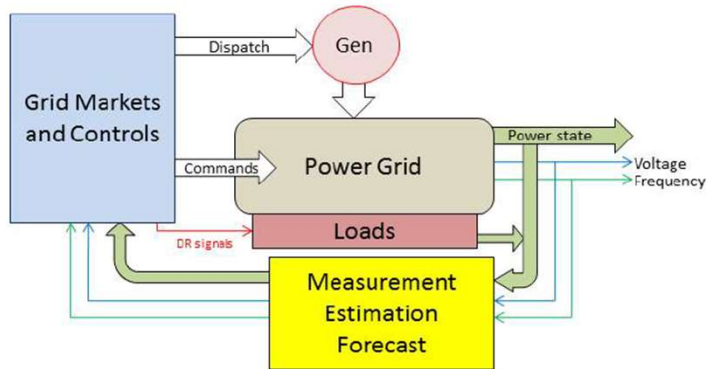 Dispatch
Gen
Grid Markets
and Controls
Power state
Commands
Power Grid
Voltage
Frequency
DR signals
Loads
Measurement
Estimation
Forecast